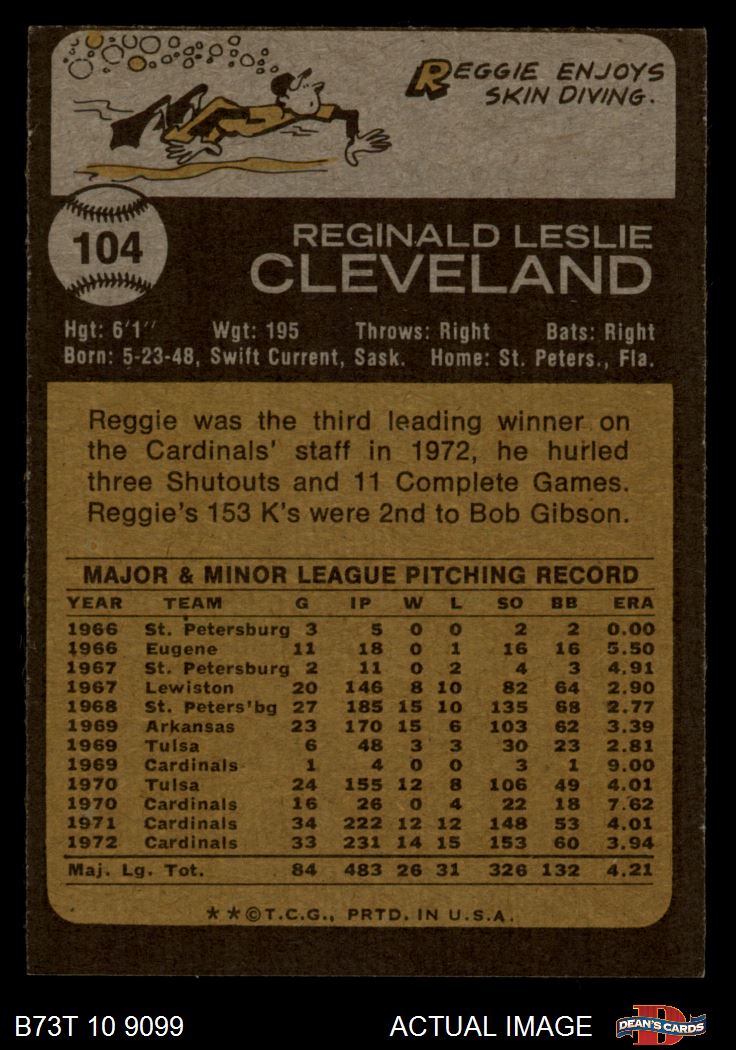 REGGIE ENJOYS
SKIN DIVING.
104
REGINALD LESLIE
CLEVELAND
Hgt: 6'1" Wgt: 195 Throws: Right Bats: Right
Born: 5-23-48, Swift Current, Sask. Home: St. Peters., Fla.
Reggie was the third leading winner on
the Cardinals' staff in 1972, he hurled
three Shutouts and 11 Complete Games.
Reggie's 153 K's were 2nd to Bob Gibson.
MAJOR & MINOR LEAGUE PITCHING RECORD
YEAR TEAM G IP W L SO BB ERA
1966 St. Petersburg 3 5 0 0 2 2 0.00
1966 Eugene 11 18 0 1 16 16 5.50
1967 St. Petersburg 2 11 0 2 4 3 4.91
1967 Lewiston 20 146 8 10 82 64 2.90
1968 St. Peters'bg 27 185 15 10 135 68 2.77
1969 Arkansas 23 170 15 6 103 62 3.39
1969 Tulsa 6 48 3 3 30 23 2.81
1969 Cardinals 1 4 0 0 3 1 9.00
1970 Tulsa 24 155 12 8 106 49 4.01
1970 Cardinals 16 26 0 4 22 18 7.62
1971 Cardinals 34 222 12 12 148 53 4.01
1972 Cardinals 33 231 14 15 153 60 3.94
Maj. Lg. Tot. 84 483 26 31 326 132 4.21
* * © T.C.G., PRTD. IN U.S.A.
B73T 10 9099 ACTUAL IMAGE D DEAN'S CARDS